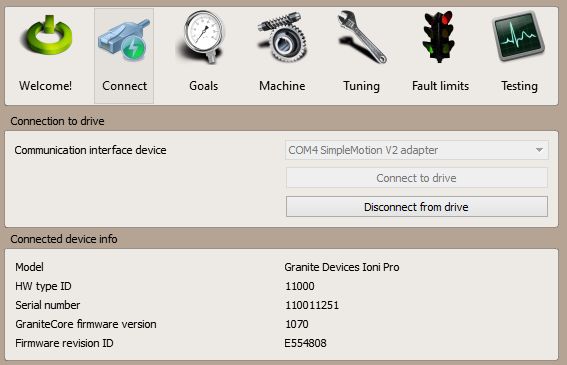 Welcome! Connect Goals Machine Tuning Fault limits Testing
Connection to drive
Communication interface device COM4 SimpleMotion V2 adapter
Connect to drive
Disconnect from drive
Connected device info
Model Granite Devices Ioni Pro
HW type ID 11000
Serial number 110011251
GraniteCore firmware version 1070
Firmware revision ID E554808